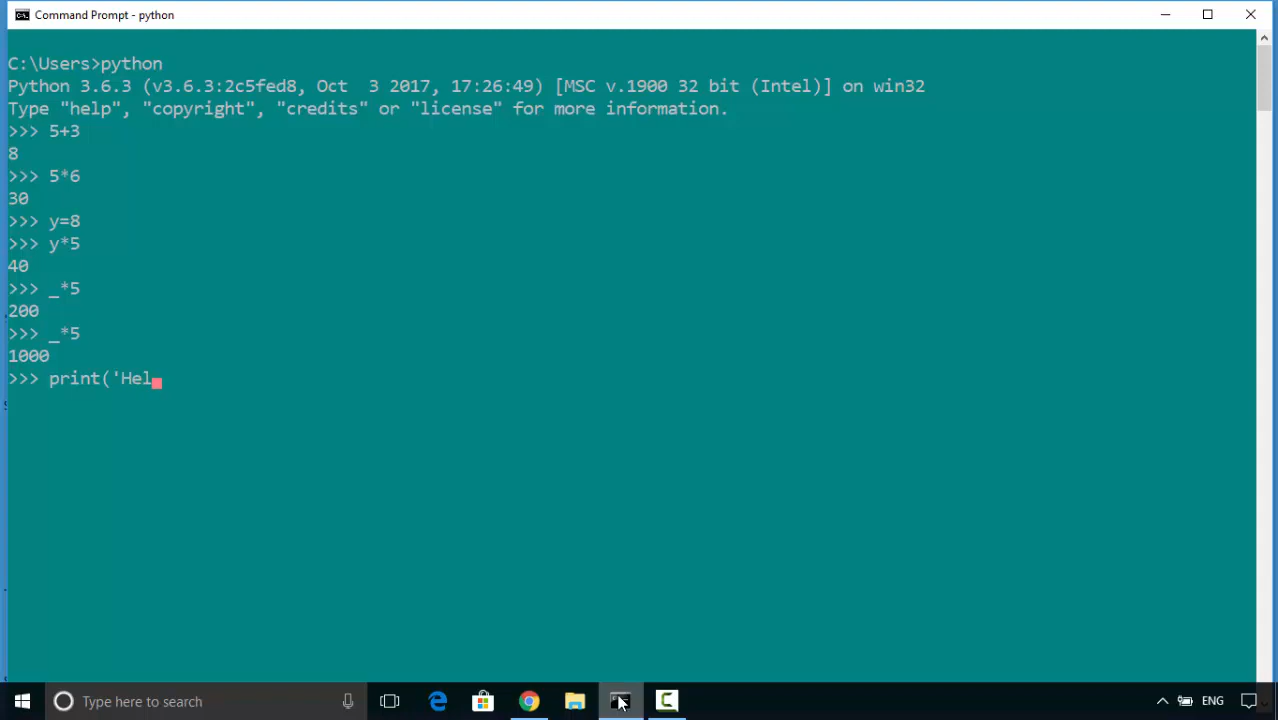 Command Prompt - python
C:\Users>python
Python 3.6.3 (v3.6.3:2c5fed8, Oct  3 2017, 17:26:49) [MSC v.1900 32 bit (Intel)] on win32
Type "help", "copyright", "credits" or "license" for more information.
>>> 5+3
8
>>> 5*6
30
>>> y=8
>>> y*5
40
>>> _*5
200
>>> _*5
1000
>>> print('Hel
Type here to search
ENG